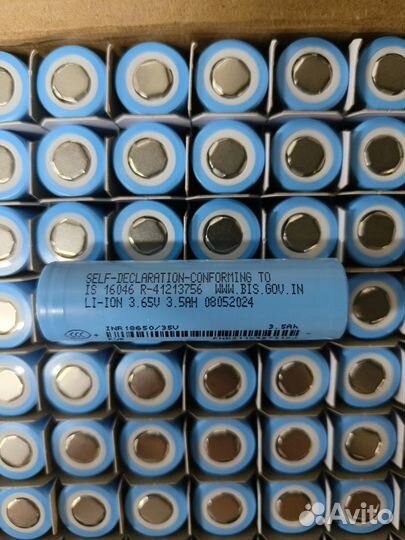 SELF-DECLARATION-CONFORMING TO
IS 16046 R-41213756 WWW.BIS.GOV.IN
LI-ION 3.65V 3.5AH 08052024
INR18650/35V 3.5Ah
EVE
Avito